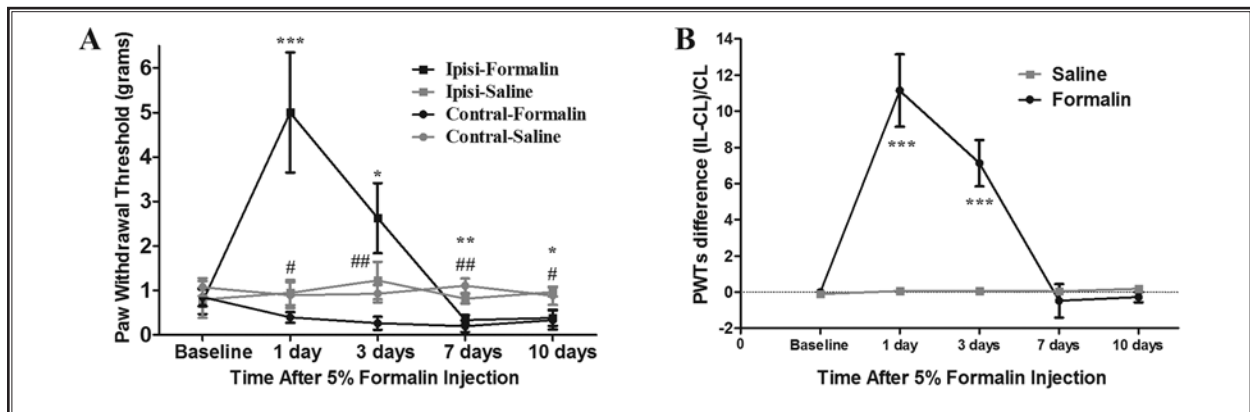 A
Paw Withdrawal Threshold (grams)
6
5
4
3
2
1
0
***
*
**
*
#
##
##
#
Ipisi-Formalin
Ipisi-Saline
Contral-Formalin
Contral-Saline
Baseline 1 day 3 days 7 days 10 days
Time After 5% Formalin Injection
B
PWTs difference (IL-CL)/CL
14
12
10
8
6
4
2
0
-2
***
***
Saline
Formalin
0 Baseline 1 day 3 days 7 days 10 days
Time After 5% Formalin Injection